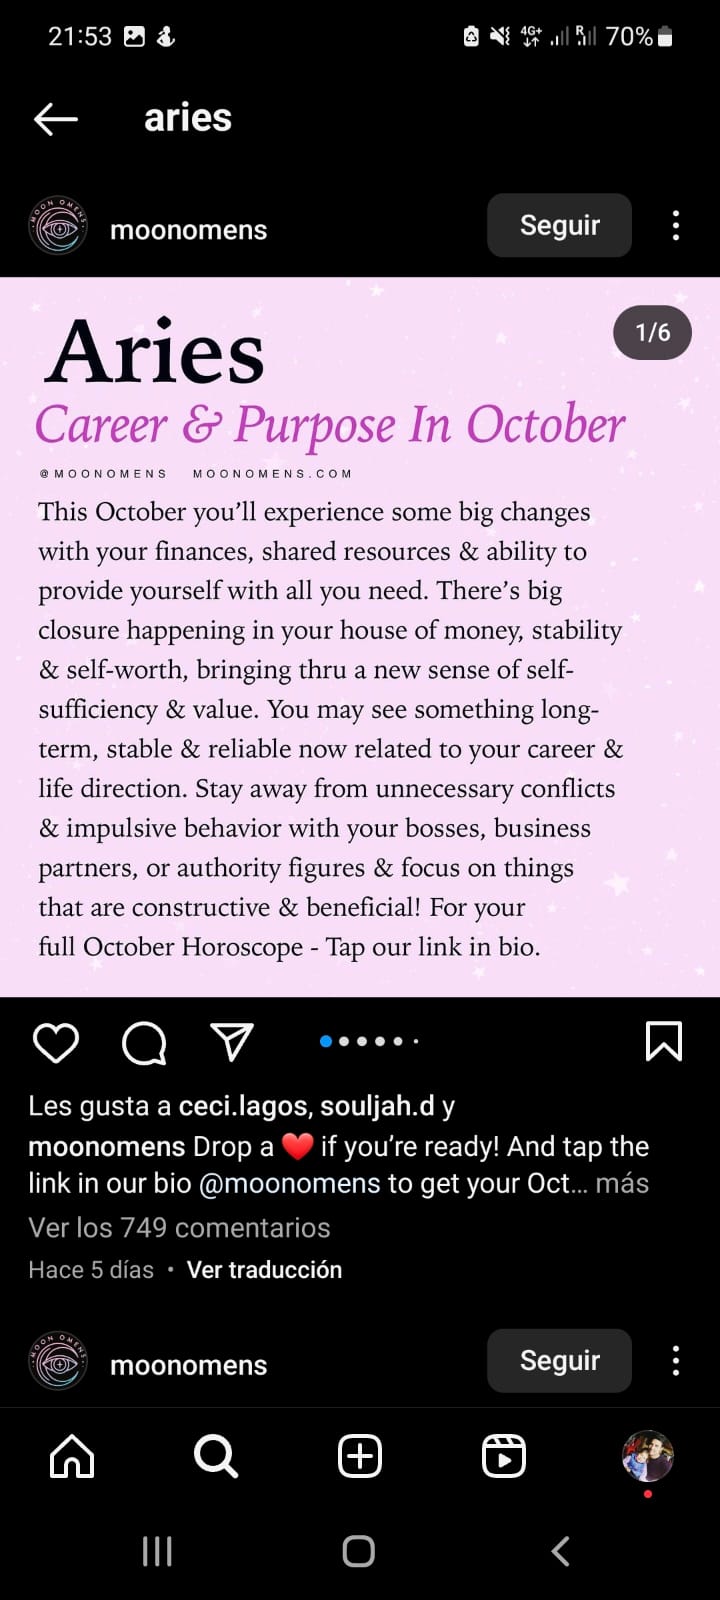 21:53
4G+ R 70%
aries
MOON OMENS
moonomens
Seguir
Aries
1/6
Career & Purpose In October
@MOONOMENS MOONOMENS.COM
This October you’ll experience some big changes
with your finances, shared resources & ability to
provide yourself with all you need. There’s big
closure happening in your house of money, stability
& self-worth, bringing thru a new sense of self-
sufficiency & value. You may see something long-
term, stable & reliable now related to your career &
life direction. Stay away from unnecessary conflicts
& impulsive behavior with your bosses, business
partners, or authority figures & focus on things
that are constructive & beneficial! For your
full October Horoscope - Tap our link in bio.
Les gusta a ceci.lagos, souljah.d y
moonomens Drop a ❤️ if you’re ready! And tap the
link in our bio @moonomens to get your Oct... más
Ver los 749 comentarios
Hace 5 días • Ver traducción
MOON OMENS
moonomens
Seguir